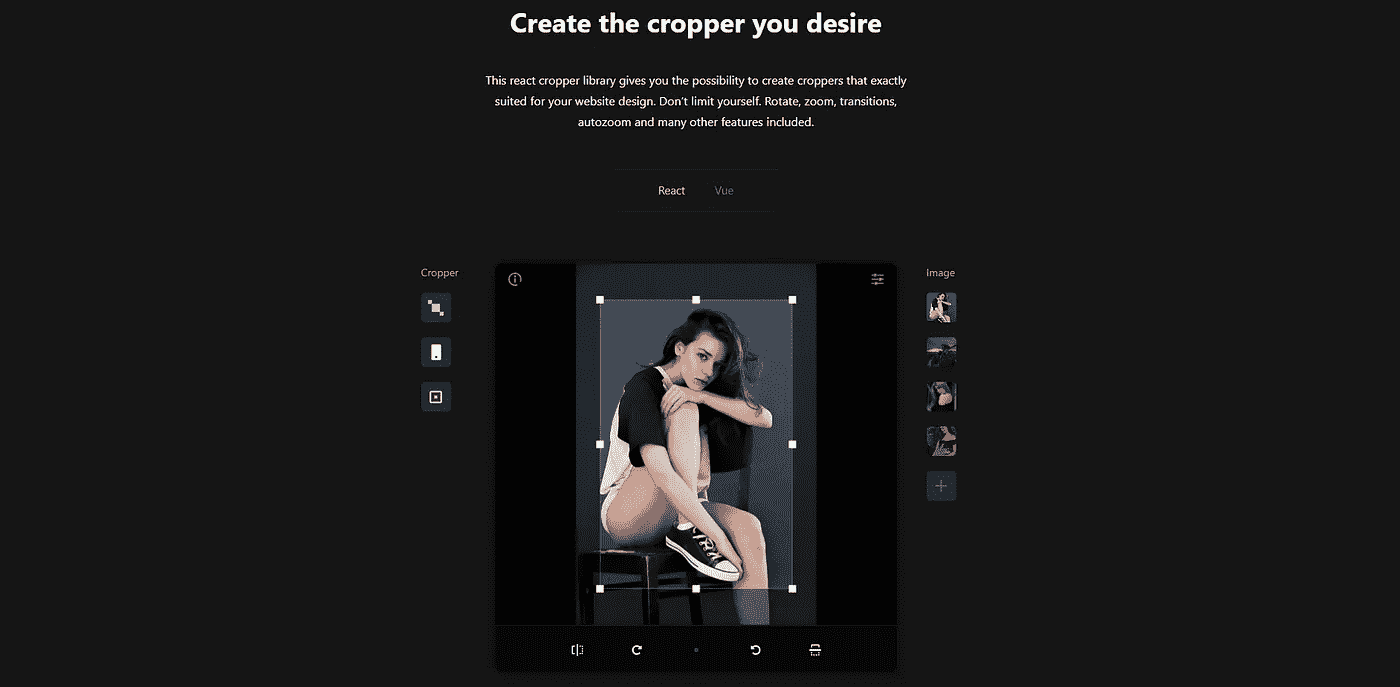 Create the cropper you desire
This react cropper library gives you the possibility to create croppers that exactly
suited for your website design. Don't limit yourself. Rotate, zoom, transitions,
autozoom and many other features included.
React Vue
Cropper
Image